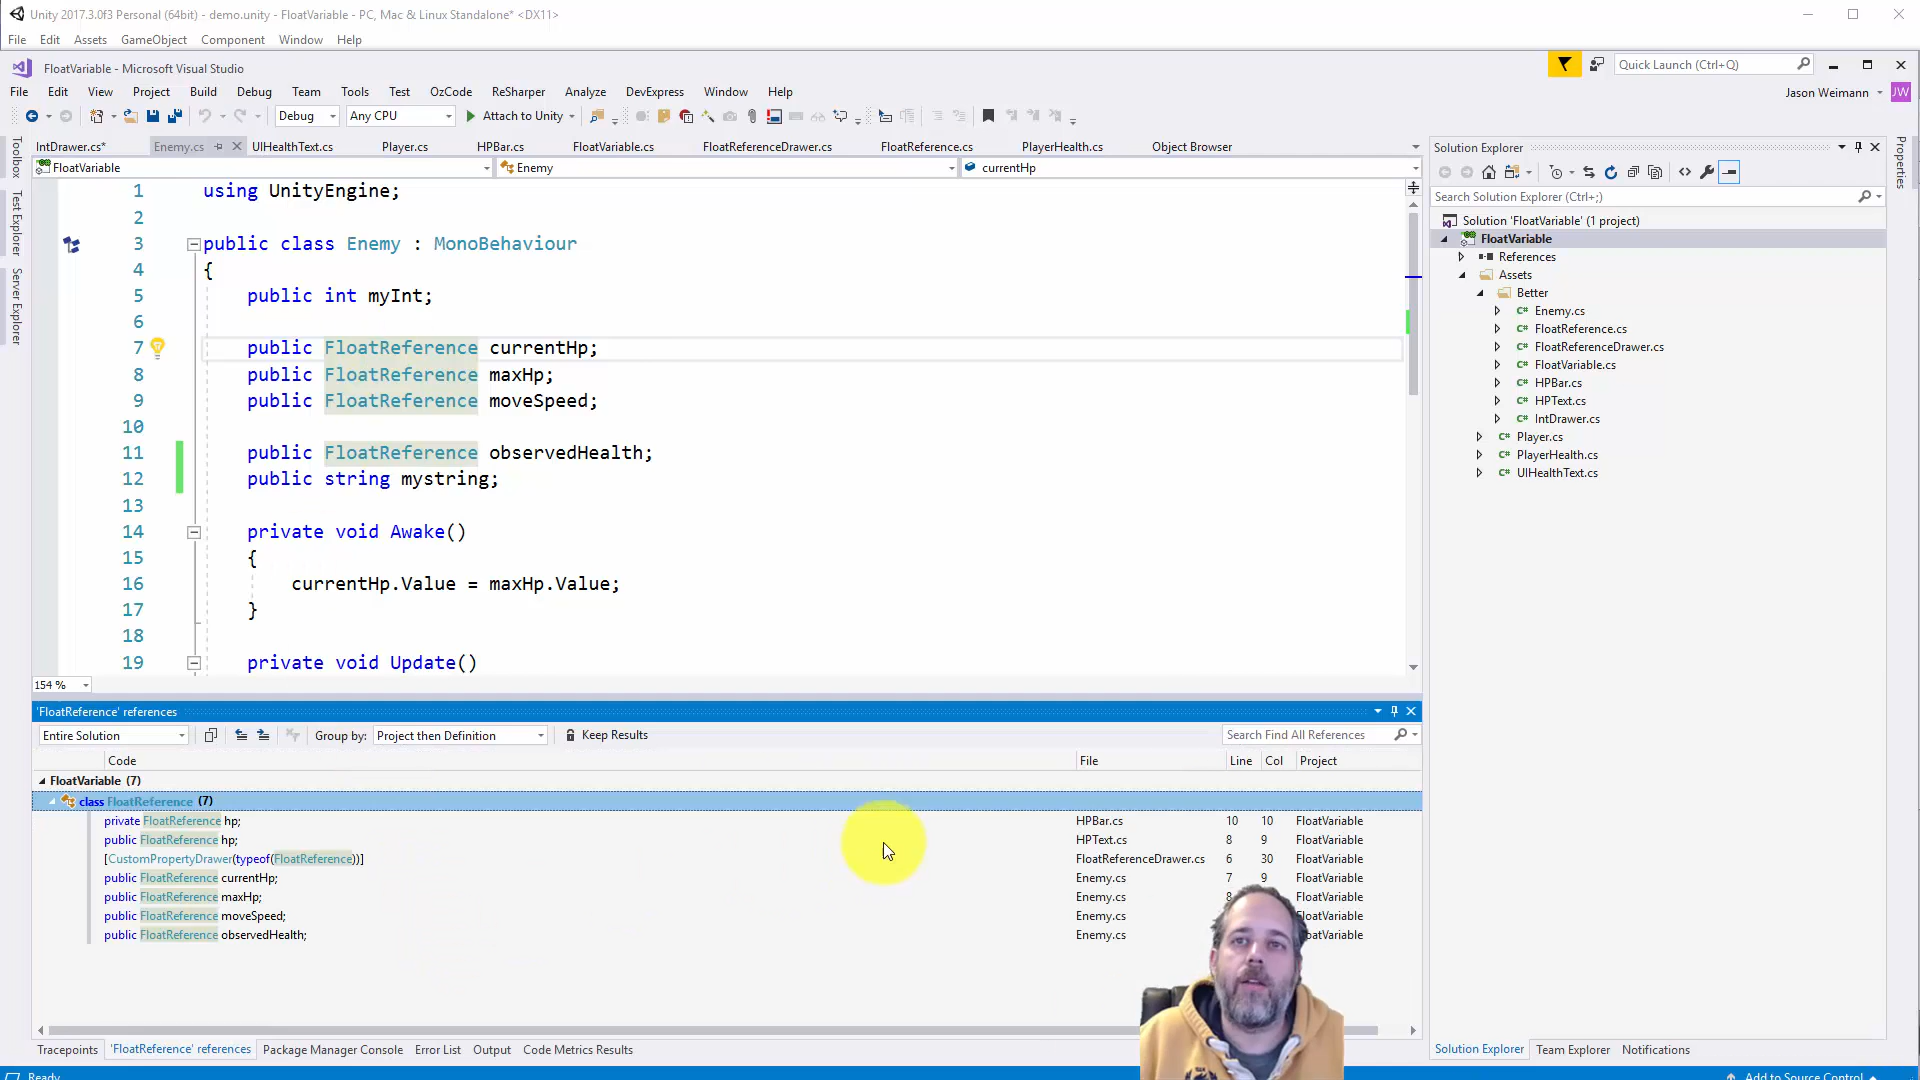 Unity 2017.3.0f3 Personal (64bit) - demo.unity - FloatVariable - PC, Mac & Linux Standalone* <DX11>
File Edit Assets GameObject Component Window Help
FloatVariable - Microsoft Visual Studio
Quick Launch (Ctrl+Q)
File Edit View Project Build Debug Team Tools Test OzCode ReSharper Analyze DevExpress Window Help
Jason Weimann JW
Debug Any CPU Attach to Unity
IntDrawer.cs* Enemy.cs UIHealthText.cs Player.cs HPBar.cs FloatVariable.cs FloatReferenceDrawer.cs FloatReference.cs PlayerHealth.cs Object Browser
FloatVariable Enemy currentHp
Toolbox
Test Explorer
Server Explorer
1 using UnityEngine;
2
3 public class Enemy : MonoBehaviour
4 {
5 public int myInt;
6
7 public FloatReference currentHp;
8 public FloatReference maxHp;
9 public FloatReference moveSpeed;
10
11 public FloatReference observedHealth;
12 public string mystring;
13
14 private void Awake()
15 {
16 currentHp.Value = maxHp.Value;
17 }
18
19 private void Update()
154 %
Solution Explorer
Search Solution Explorer (Ctrl+;)
Solution 'FloatVariable' (1 project)
FloatVariable
References
Assets
Better
Enemy.cs
FloatReference.cs
FloatReferenceDrawer.cs
FloatVariable.cs
HPBar.cs
HPText.cs
IntDrawer.cs
Player.cs
PlayerHealth.cs
UIHealthText.cs
Properties
'FloatReference' references
Entire Solution Group by: Project then Definition Keep Results Search Find All References
Code File Line Col Project
FloatVariable (7)
class FloatReference (7)
private FloatReference hp; HPBar.cs 10 10 FloatVariable
public FloatReference hp; HPText.cs 8 9 FloatVariable
[CustomPropertyDrawer(typeof(FloatReference))] FloatReferenceDrawer.cs 6 30 FloatVariable
public FloatReference currentHp; Enemy.cs 7 9 FloatVariable
public FloatReference maxHp; Enemy.cs 8 FloatVariable
public FloatReference moveSpeed; Enemy.cs
public FloatReference observedHealth; Enemy.cs
Tracepoints 'FloatReference' references Package Manager Console Error List Output Code Metrics Results
Solution Explorer Team Explorer Notifications
Ready Add to Source Control